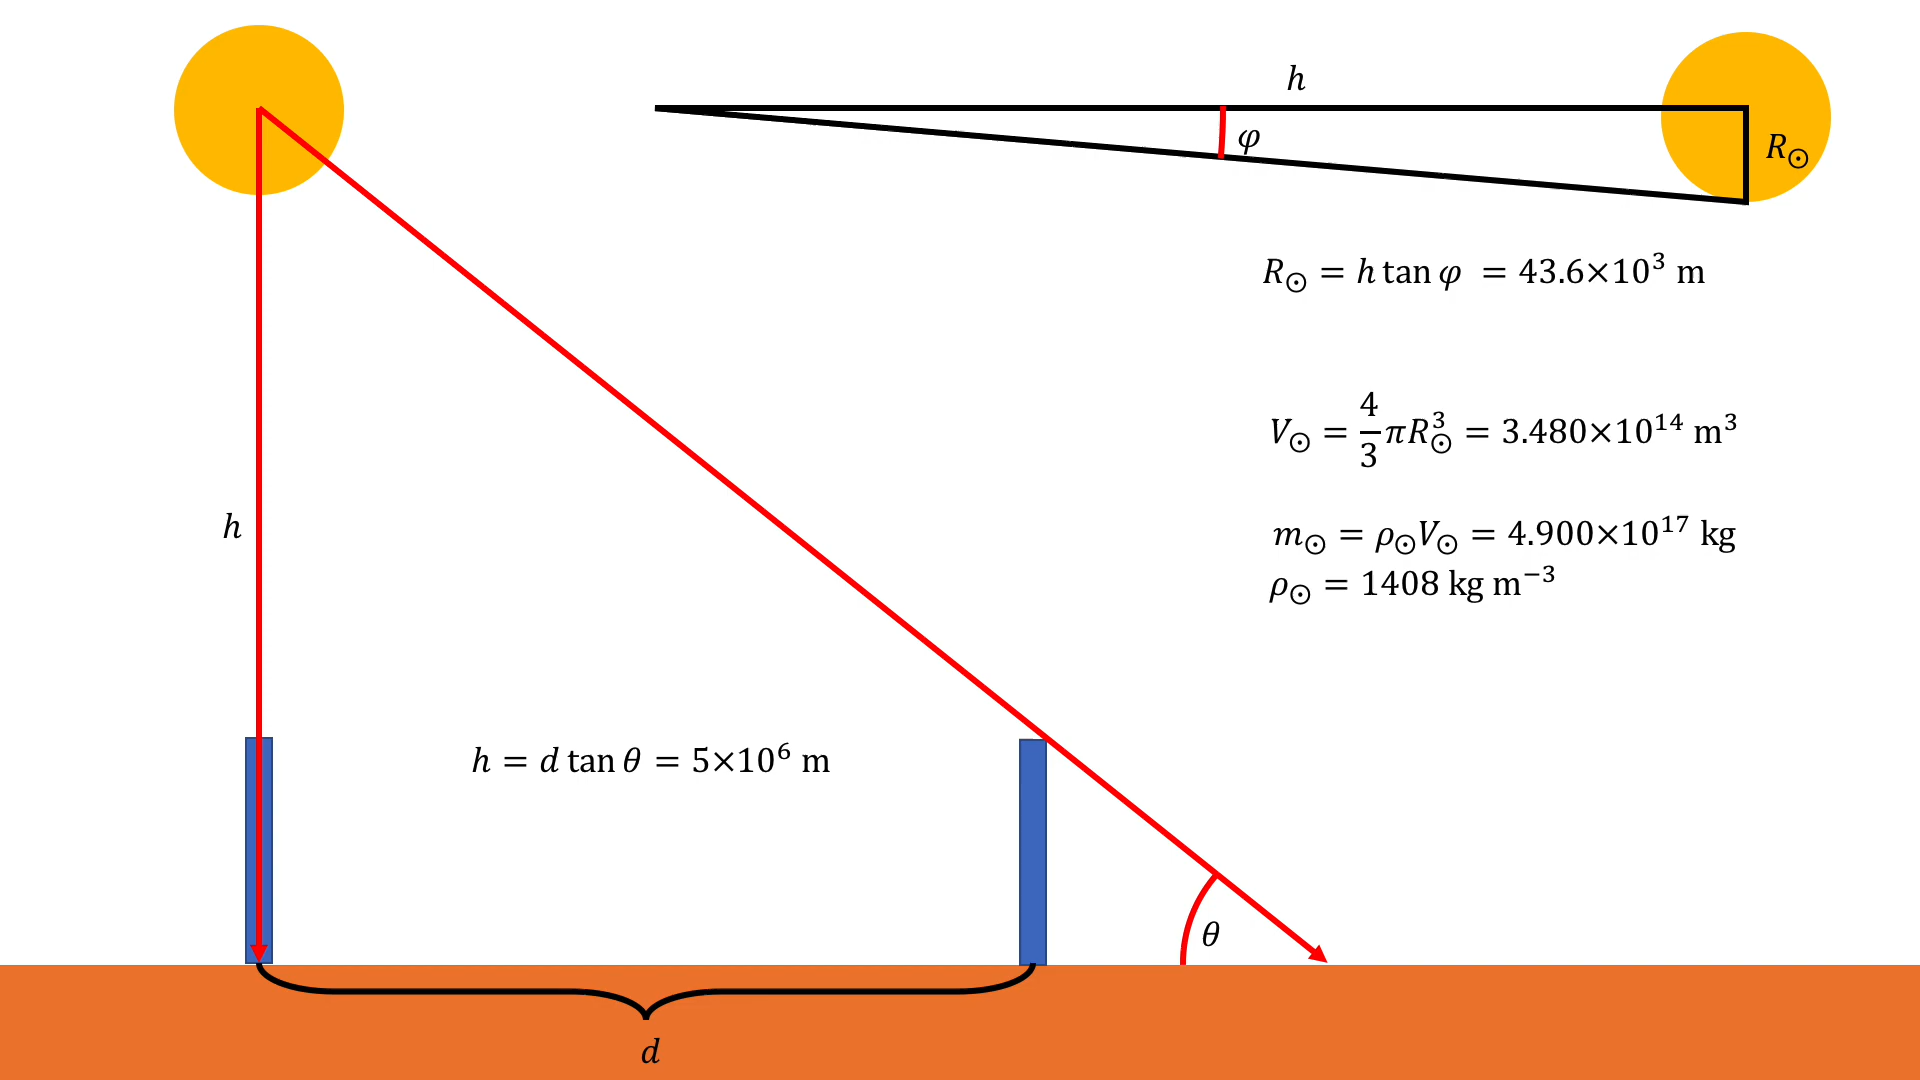 h
φ
R⊙
R⊙ = h tan φ = 43.6×10³ m
V⊙ = 4/3 πR⊙³ = 3.480×10¹⁴ m³
m⊙ = ρ⊙V⊙ = 4.900×10¹⁷ kg
ρ⊙ = 1408 kg m⁻³
h
h = d tan θ = 5×10⁶ m
θ
d